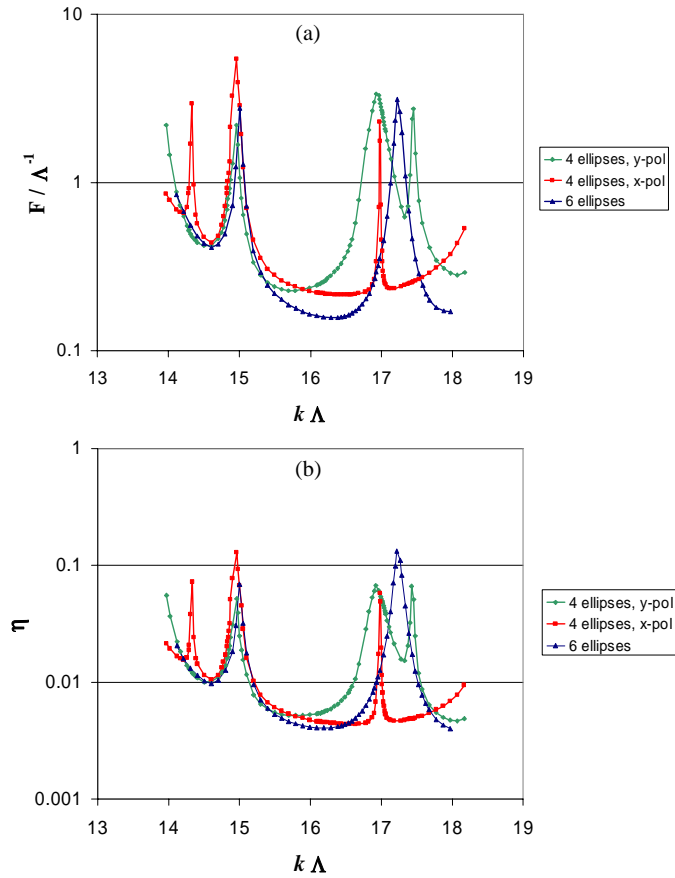 (a)
10
1
0.1
F / Λ⁻¹
13 14 15 16 17 18 19
k Λ
4 ellipses, y-pol
4 ellipses, x-pol
6 ellipses
(b)
1
0.1
0.01
0.001
η
13 14 15 16 17 18 19
k Λ
4 ellipses, y-pol
4 ellipses, x-pol
6 ellipses